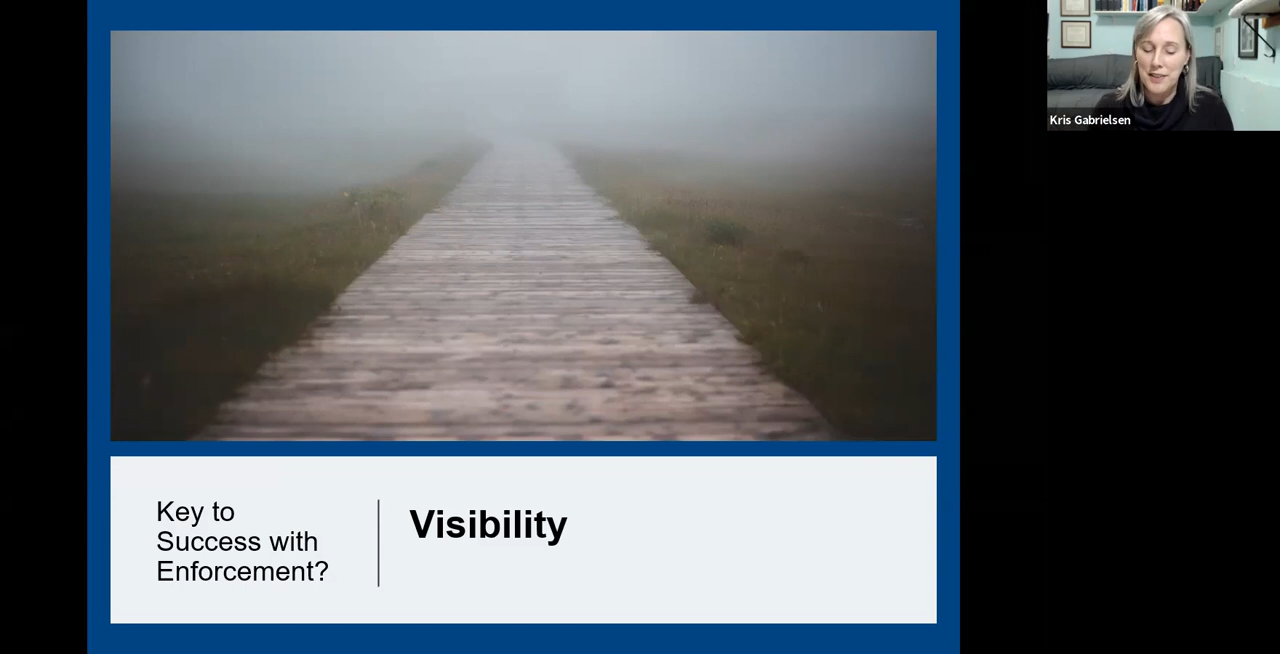 Kris Gabrielsen
Key to
Success with
Enforcement?
Visibility